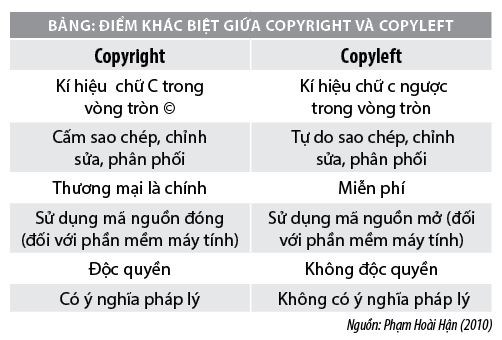 BẢNG: ĐIỂM KHÁC BIỆT GIỮA COPYRIGHT VÀ COPYLEFT
Copyright
Copyleft
Kí hiệu chữ C trong
vòng tròn ©
Kí hiệu chữ c ngược
trong vòng tròn
Cấm sao chép, chỉnh
sửa, phân phối
Tự do sao chép, chỉnh
sửa, phân phối
Thương mại là chính
Miễn phí
Sử dụng mã nguồn đóng
(đối với phần mềm máy tính)
Sử dụng mã nguồn mở (đối
với phần mềm máy tính)
Độc quyền
Không độc quyền
Có ý nghĩa pháp lý
Không có ý nghĩa pháp lý
Nguồn: Phạm Hoài Hận (2010)